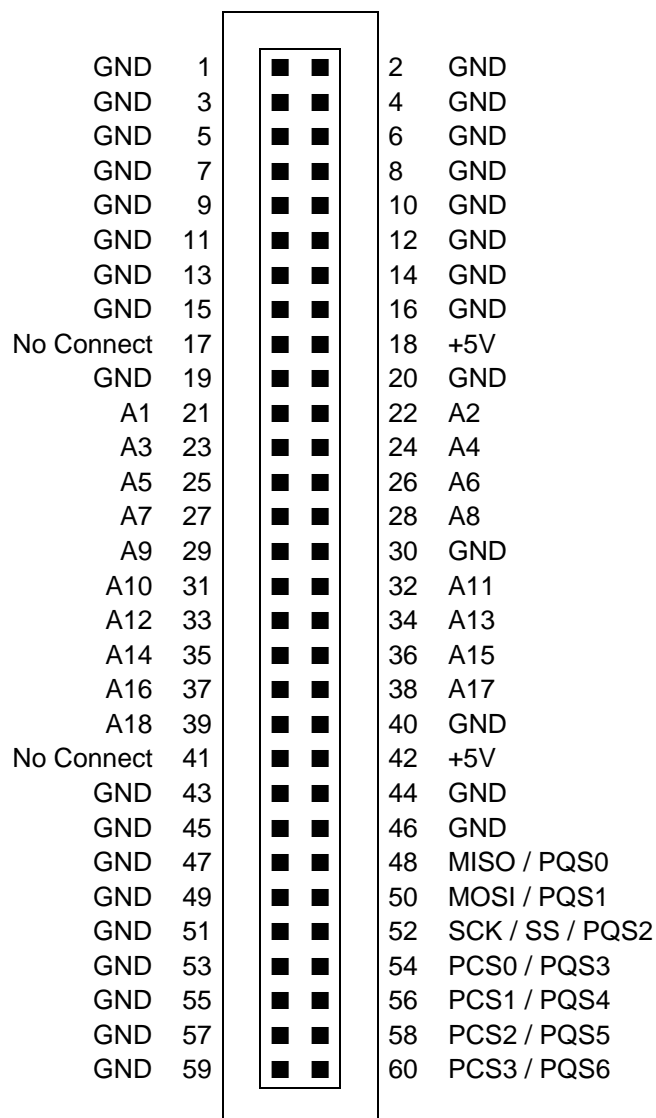 GND 1 2 GND
GND 3 4 GND
GND 5 6 GND
GND 7 8 GND
GND 9 10 GND
GND 11 12 GND
GND 13 14 GND
GND 15 16 GND
No Connect 17 18 +5V
GND 19 20 GND
A1 21 22 A2
A3 23 24 A4
A5 25 26 A6
A7 27 28 A8
A9 29 30 GND
A10 31 32 A11
A12 33 34 A13
A14 35 36 A15
A16 37 38 A17
A18 39 40 GND
No Connect 41 42 +5V
GND 43 44 GND
GND 45 46 GND
GND 47 48 MISO / PQS0
GND 49 50 MOSI / PQS1
GND 51 52 SCK / SS / PQS2
GND 53 54 PCS0 / PQS3
GND 55 56 PCS1 / PQS4
GND 57 58 PCS2 / PQS5
GND 59 60 PCS3 / PQS6